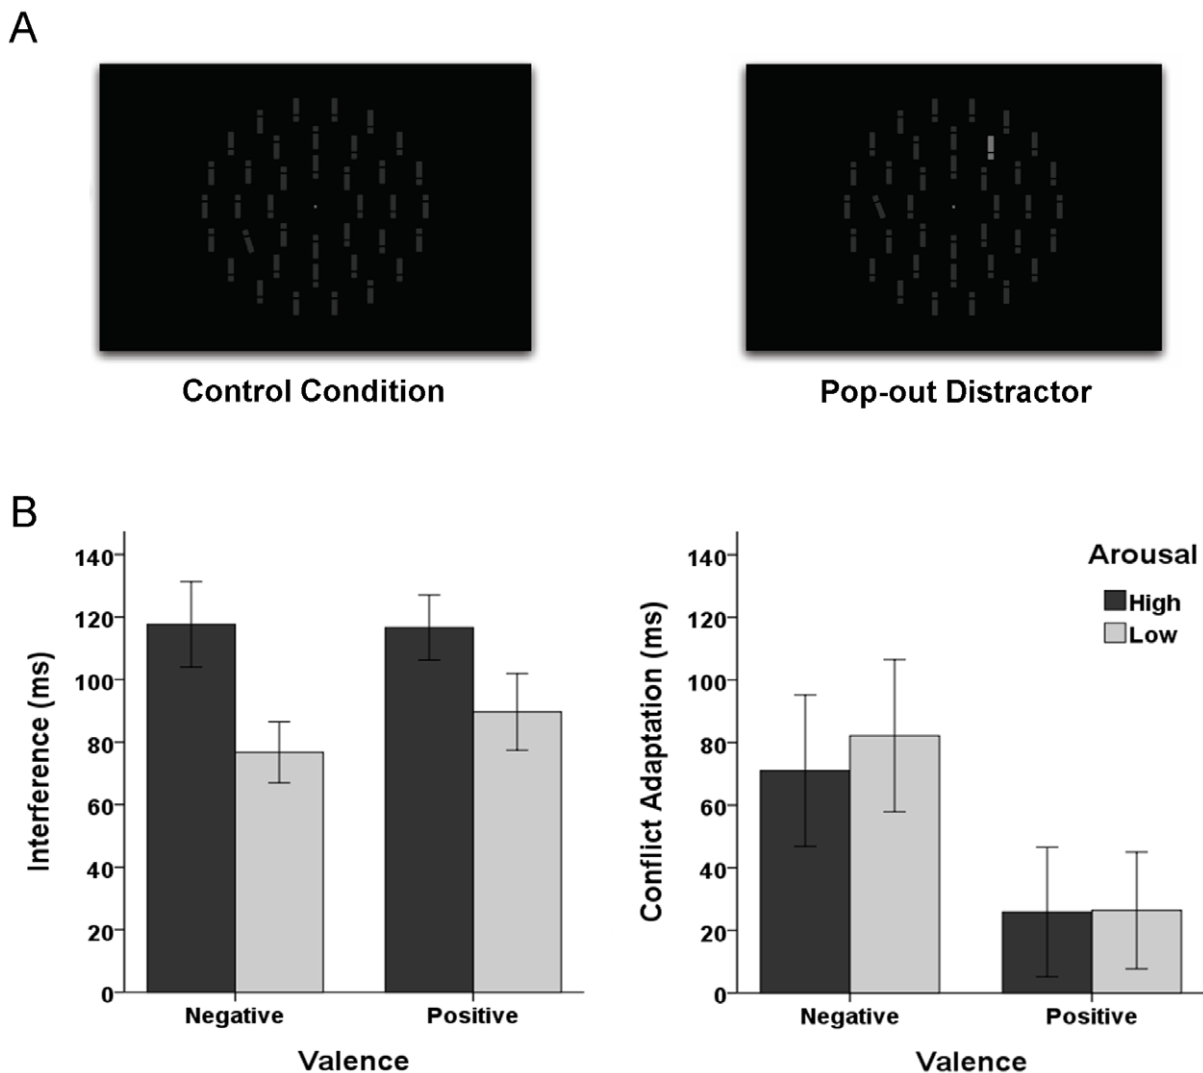 A
Control Condition
Pop-out Distractor
B
140
120
100
80
60
40
20
0
Interference (ms)
Negative
Positive
Valence
140
120
100
80
60
40
20
0
Conflict Adaptation (ms)
Negative
Positive
Valence
Arousal
High
Low